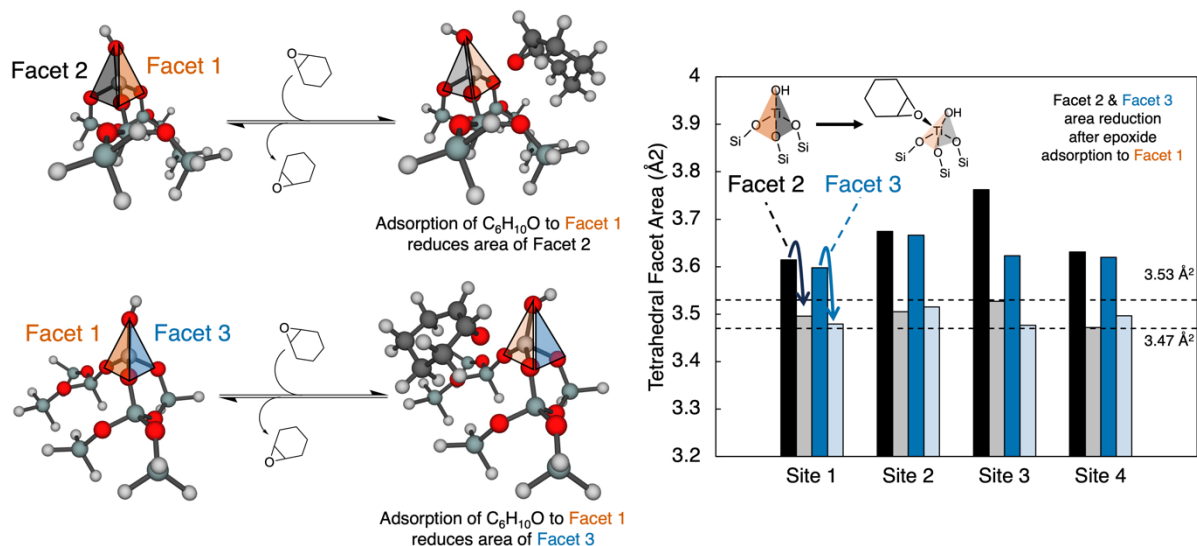 Facet 2
Facet 1
O
O
Adsorption of C₆H₁₀O to Facet 1
reduces area of Facet 2
Facet 1
Facet 3
O
O
Adsorption of C₆H₁₀O to Facet 1
reduces area of Facet 3
Tetrahedral Facet Area (Å2)
4
3.9
3.8
3.7
3.6
3.5
3.4
3.3
3.2
OH
Ti
O
O
O
Si
Si
Si
O
OH
Ti
O
O
O
Si
Si
Si
Facet 2 & Facet 3
area reduction
after epoxide
adsorption to Facet 1
Facet 2
Facet 3
3.53 Å²
3.47 Å²
Site 1
Site 2
Site 3
Site 4